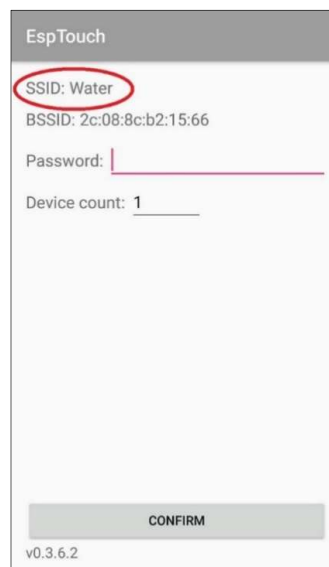 EspTouch
SSID: Water
BSSID: 2c:08:8c:b2:15:66
Password:
Device count: 1
CONFIRM
v0.3.6.2